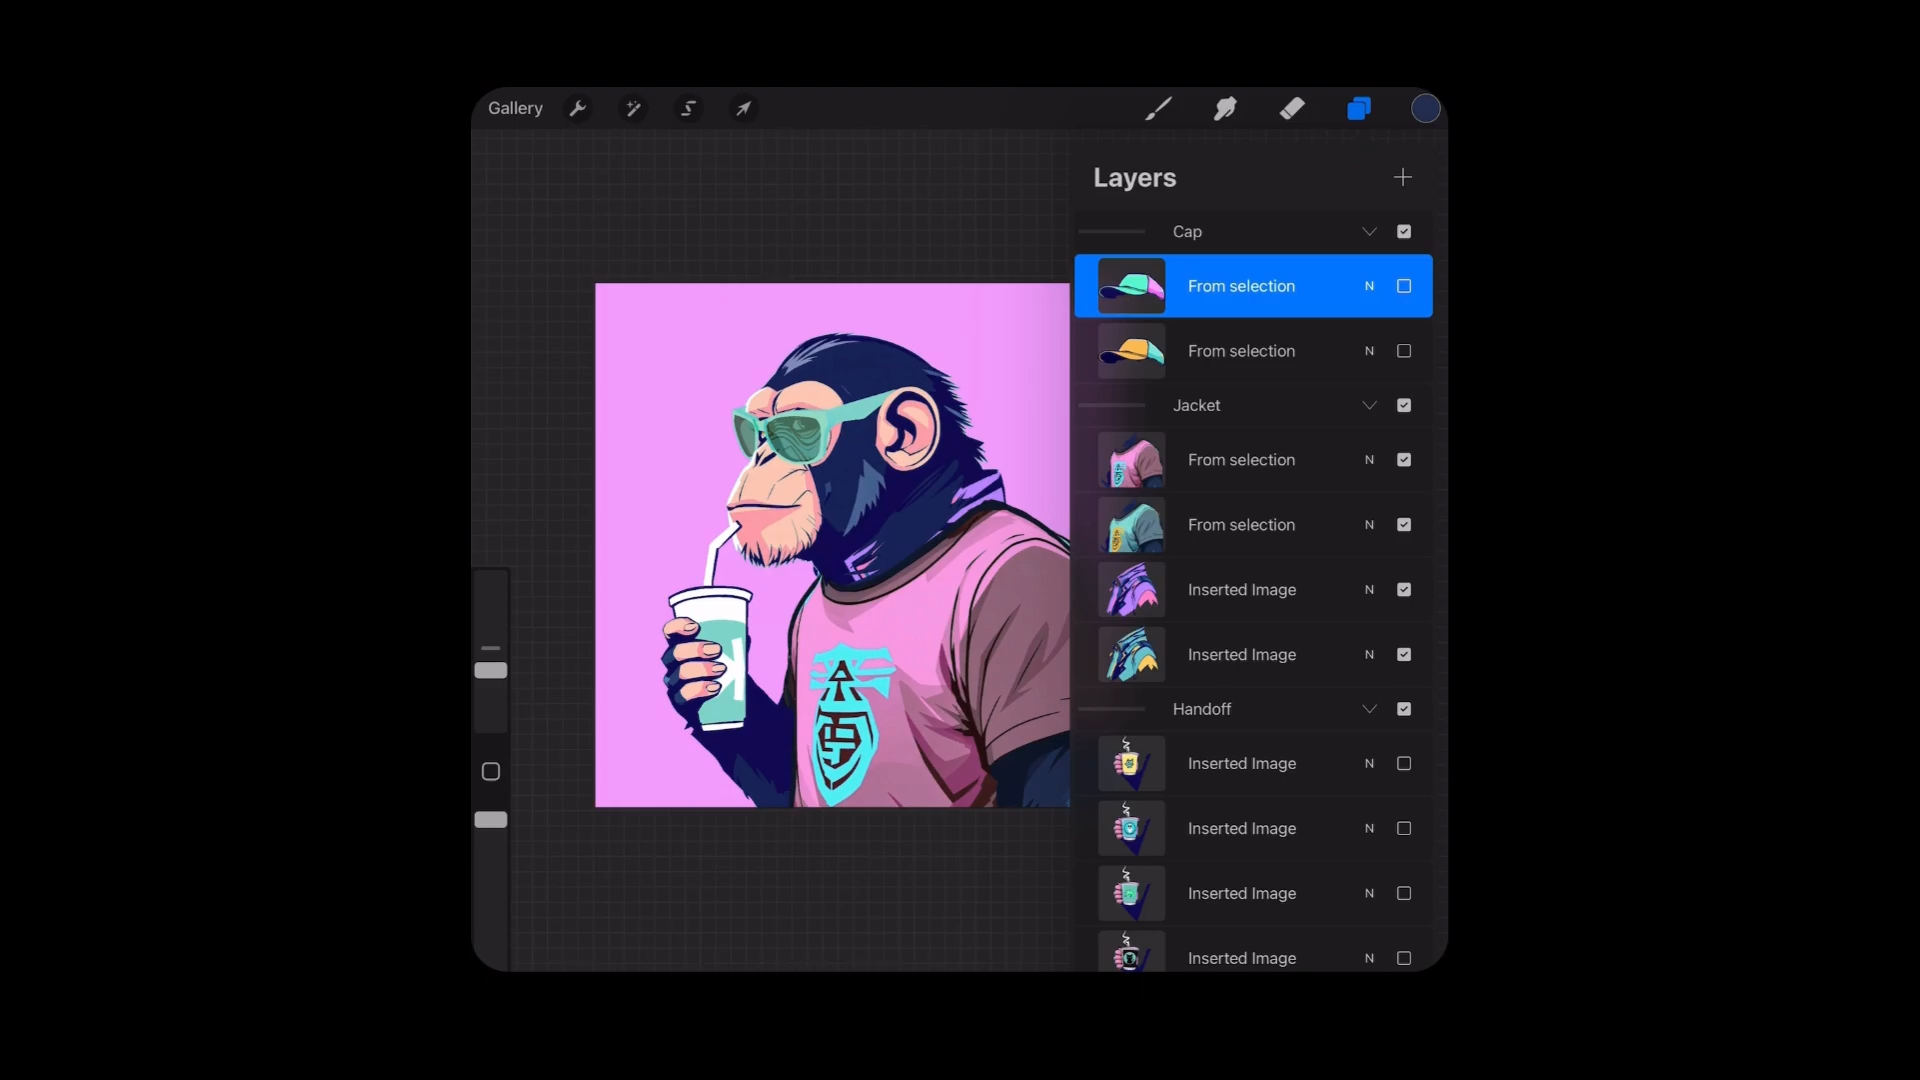 Gallery
Layers
Cap
From selection N
From selection N
Jacket
From selection N
From selection N
Inserted Image N
Inserted Image N
Handoff
Inserted Image N
Inserted Image N
Inserted Image N
Inserted Image N